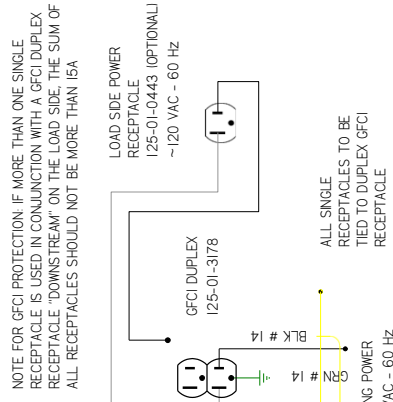 NOTE FOR GFCI PROTECTION: IF MORE THAN ONE SINGLE
RECEPTACLE IS USED IN CONJUNCTION WITH A GFCI DUPLEX
RECEPTACLE "DOWNSTREAM" ON THE LOAD SIDE, THE SUM OF
ALL RECEPTACLES SHOULD NOT BE MORE THAN 15A
LOAD SIDE POWER
RECEPTACLE
125-01-0443 (OPTIONAL)
~120 VAC - 60 Hz
GFCI DUPLEX
125-01-3178
ALL SINGLE
RECEPTACLES TO BE
TIED TO DUPLEX GFCI
RECEPTACLE
BLK # 14
GRN # 14
NG POWER
VAC - 60 Hz